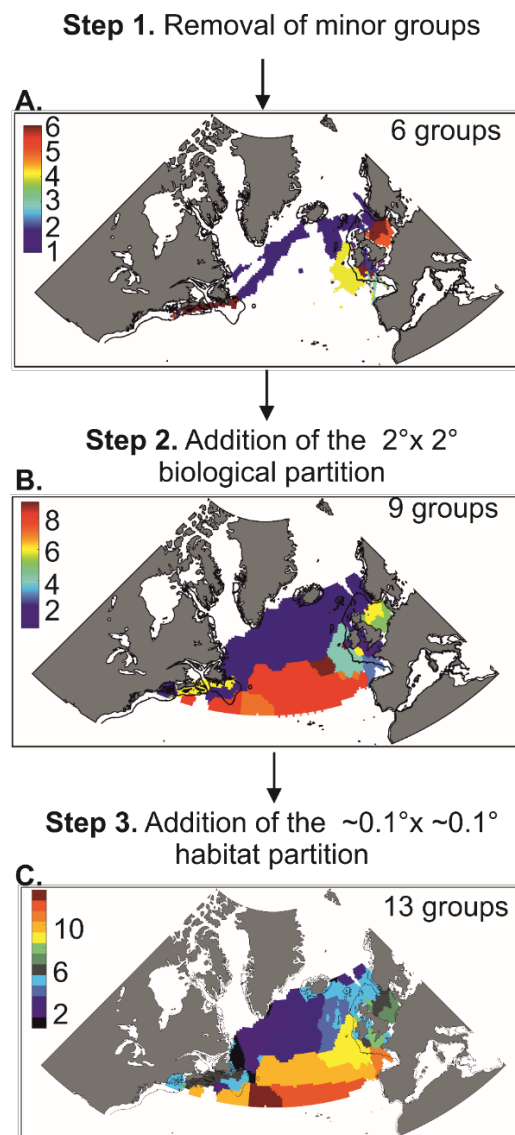 Step 1. Removal of minor groups
A.
6 groups
6
5
4
3
2
1
Step 2. Addition of the 2°x 2°
biological partition
B.
9 groups
8
6
4
2
Step 3. Addition of the ~0.1°x ~0.1°
habitat partition
C.
13 groups
10
6
2